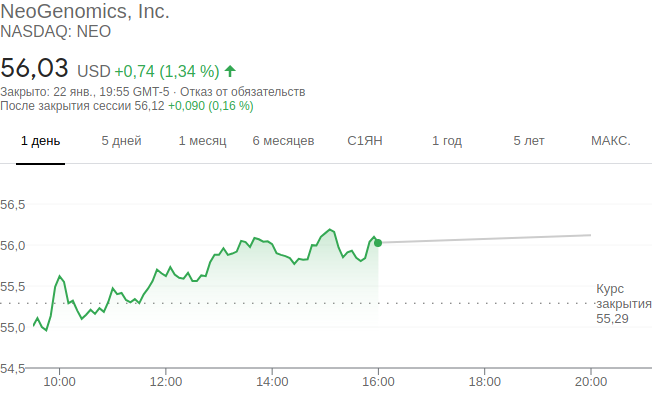 NeoGenomics, Inc.
NASDAQ: NEO
56,03 USD +0,74 (1,34 %)
Закрыто: 22 янв., 19:55 GMT-5 · Отказ от обязательств
После закрытия сессии 56,12 +0,090 (0,16 %)
1 день 5 дней 1 месяц 6 месяцев С1ЯН 1 год 5 лет МАКС.
56,5
56,0
55,5
Курс
закрытия
55,29
55,0
54,5
10:00 12:00 14:00 16:00 18:00 20:00